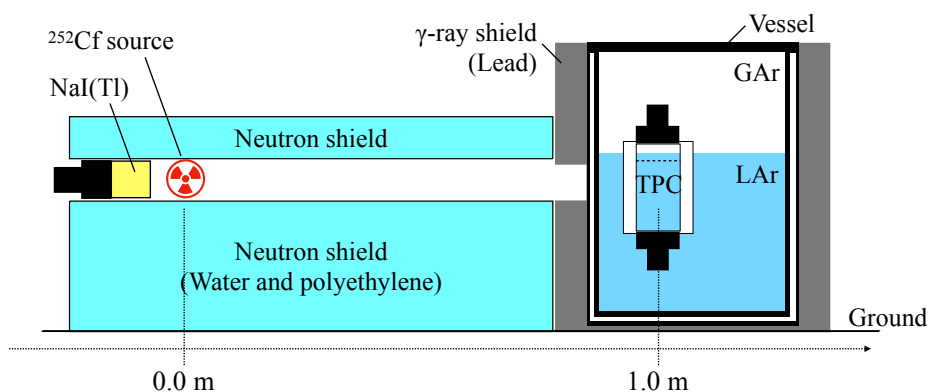 ²⁵²Cf source
NaI(Tl)
γ-ray shield
(Lead)
Vessel
GAr
Neutron shield
TPC
LAr
Neutron shield
(Water and polyethylene)
Ground
0.0 m
1.0 m